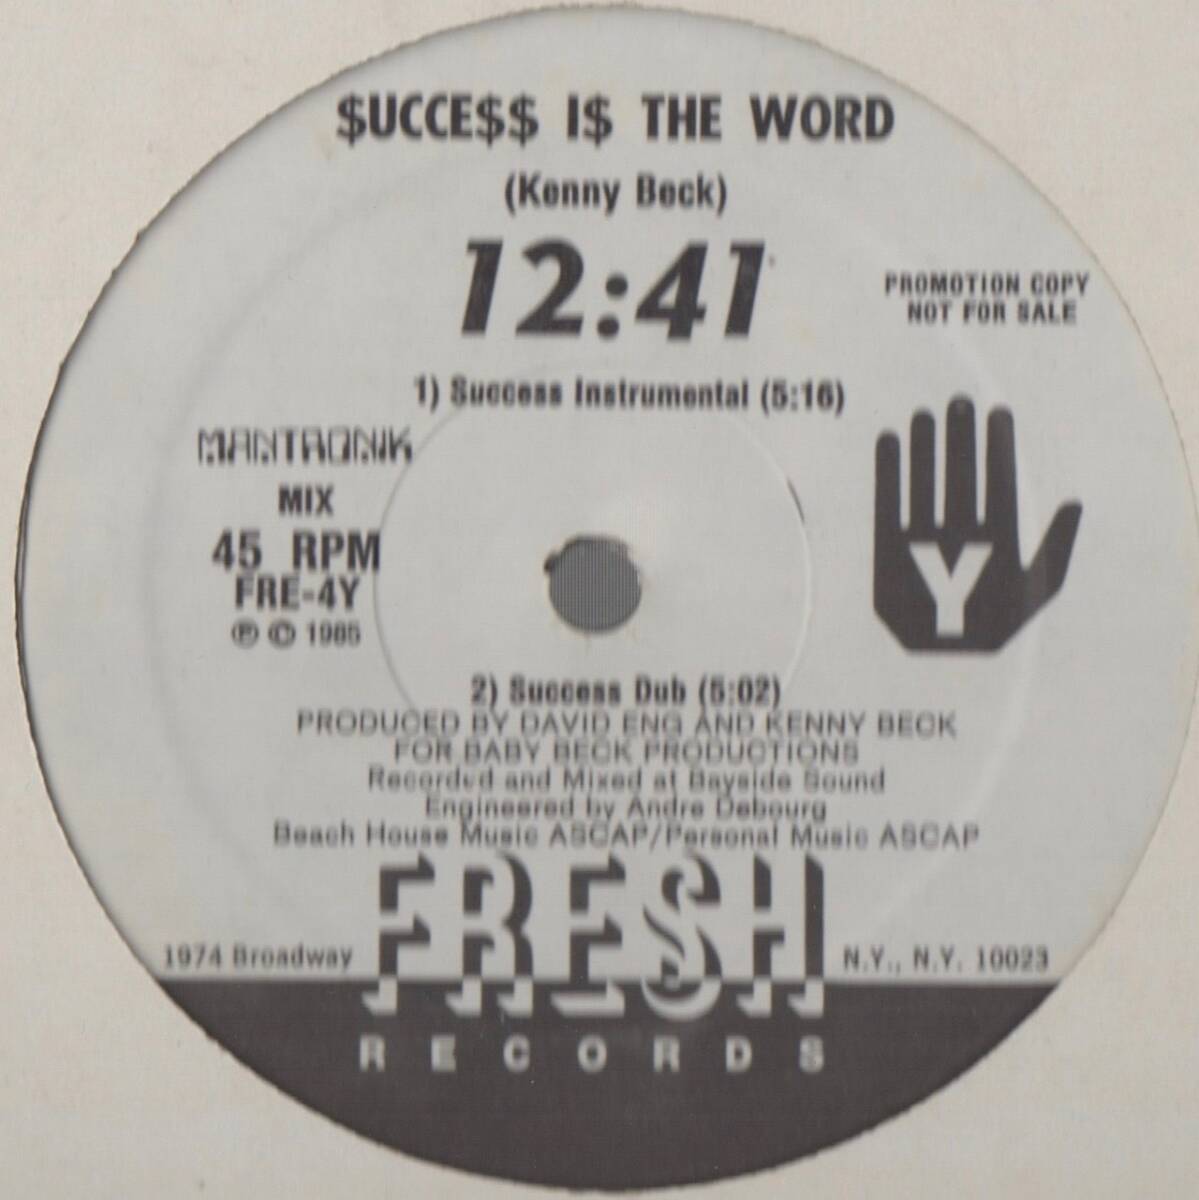 $UCCE$$ I$ THE WORD
(Kenny Beck)
12:41
PROMOTION COPY
NOT FOR SALE
1) Success Instrumental (5:16)
MANTRONIK
MIX
45 RPM
FRE-4Y
℗ © 1985
Y
2) Success Dub (5:02)
PRODUCED BY DAVID ENG AND KENNY BECK
FOR BABY BECK PRODUCTIONS
Recorded and Mixed at Bayside Sound
Engineered by Andre Debourg
Beach House Music ASCAP/Personal Music ASCAP
FRESH
1974 Broadway
N.Y., N.Y. 10023
RECORDS